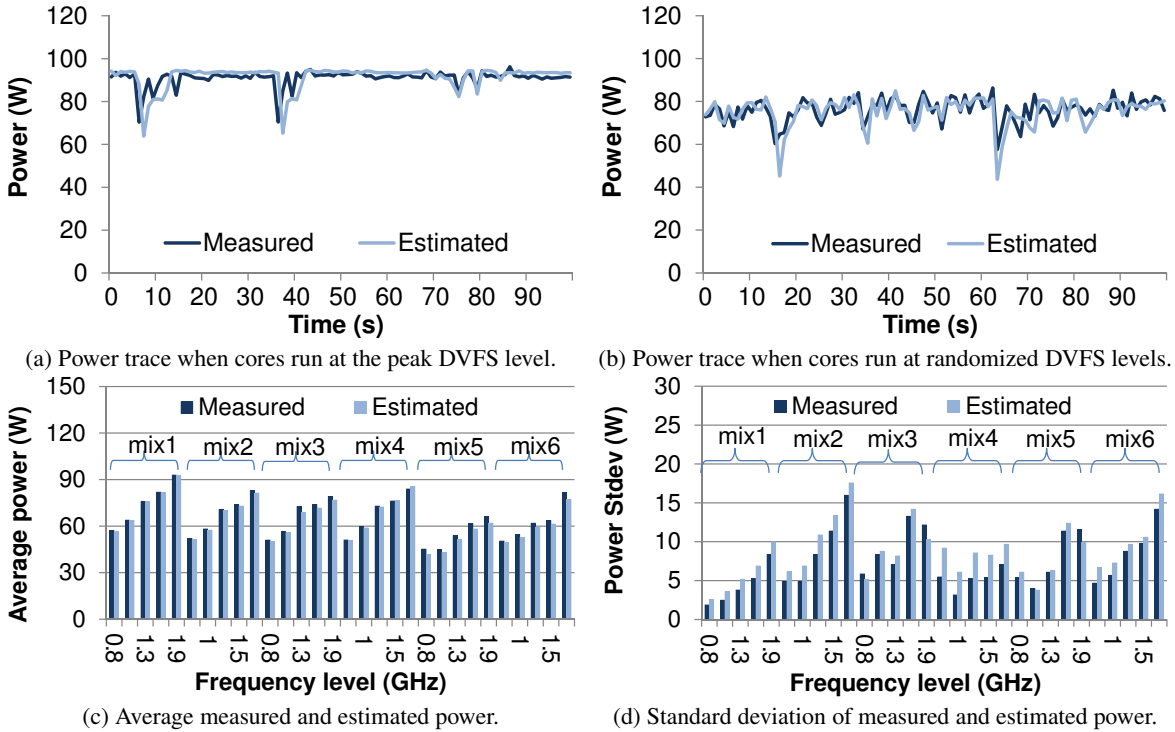 120
100
80
60
40
20
0
Power (W)
Measured
Estimated
0 10 20 30 40 50 60 70 80 90
Time (s)
(a) Power trace when cores run at the peak DVFS level.
120
100
80
60
40
20
0
Power (W)
Measured
Estimated
0 10 20 30 40 50 60 70 80 90
Time (s)
(b) Power trace when cores run at randomized DVFS levels.
150
120
90
60
30
0
Average power (W)
Measured
Estimated
mix1 mix2 mix3 mix4 mix5 mix6
0.8 1.3 1.9 1 1.5 0.8 1.3 1.9 1 1.5 0.8 1.3 1.9 1 1.5
Frequency level (GHz)
(c) Average measured and estimated power.
30
25
20
15
10
5
0
Power Stdev (W)
Measured
Estimated
mix1 mix2 mix3 mix4 mix5 mix6
0.8 1.3 1.9 1 1.5 0.8 1.3 1.9 1 1.5 0.8 1.3 1.9 1 1.5
Frequency level (GHz)
(d) Standard deviation of measured and estimated power.